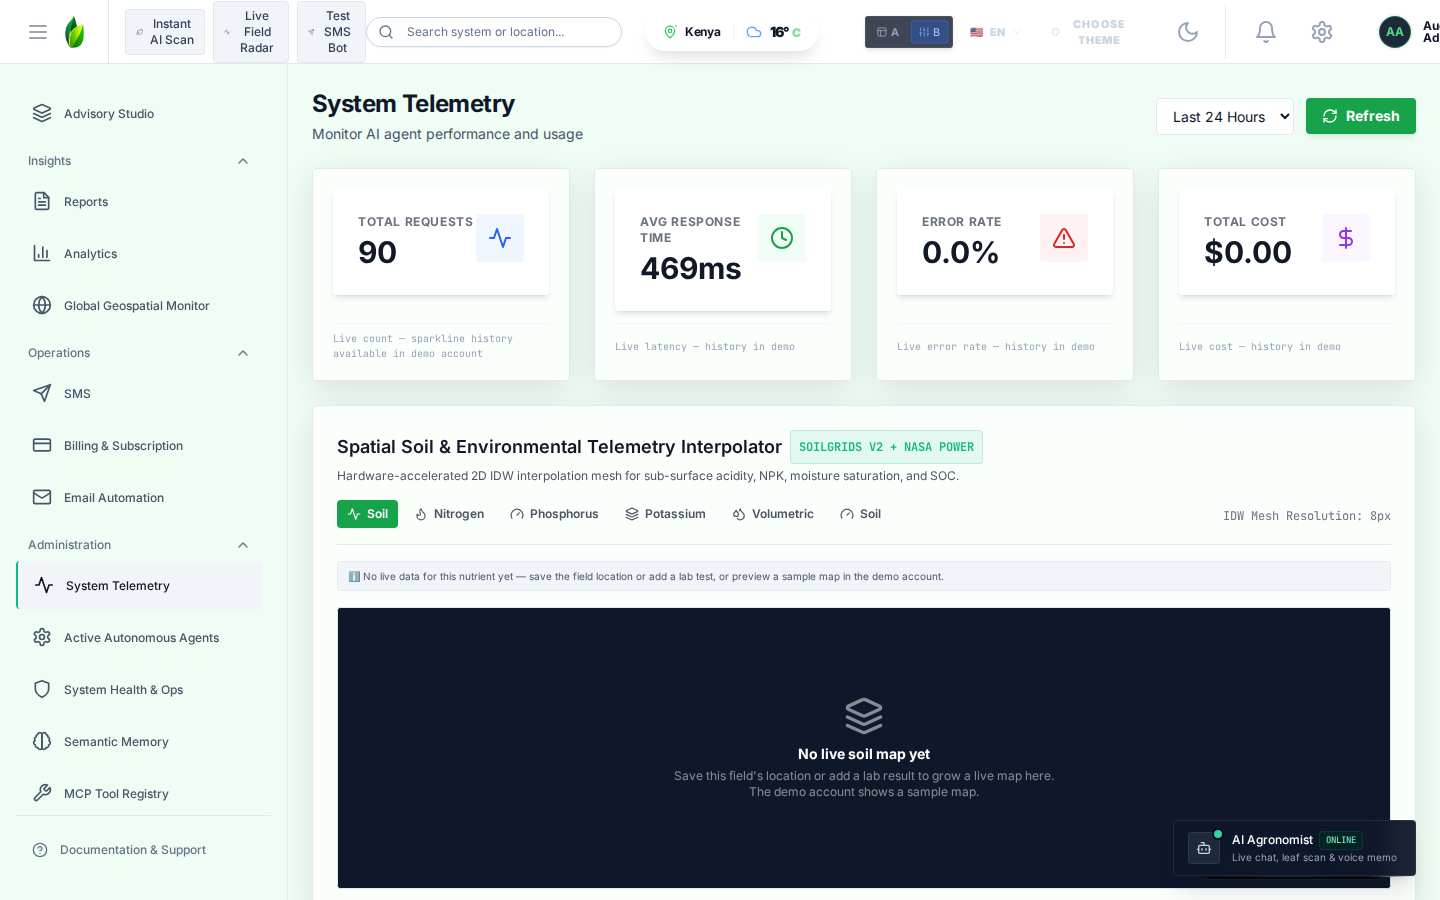 Instant
AI Scan
Live
Field
Radar
Test
SMS
Bot
Search system or location...
Kenya
16° C
A
B
EN
CHOOSE
THEME
AA
Advisory Studio
Insights
Reports
Analytics
Global Geospatial Monitor
Operations
SMS
Billing & Subscription
Email Automation
Administration
System Telemetry
Active Autonomous Agents
System Health & Ops
Semantic Memory
MCP Tool Registry
Documentation & Support
System Telemetry
Monitor AI agent performance and usage
Last 24 Hours
Refresh
TOTAL REQUESTS
90
Live count — sparkline history
available in demo account
AVG RESPONSE
TIME
469ms
Live latency — history in demo
ERROR RATE
0.0%
Live error rate — history in demo
TOTAL COST
$0.00
Live cost — history in demo
Spatial Soil & Environmental Telemetry Interpolator
SOILGRIDS V2 + NASA POWER
Hardware-accelerated 2D IDW interpolation mesh for sub-surface acidity, NPK, moisture saturation, and SOC.
Soil
Nitrogen
Phosphorus
Potassium
Volumetric
Soil
IDW Mesh Resolution: 8px
No live data for this nutrient yet — save the field location or add a lab test, or preview a sample map in the demo account.
No live soil map yet
Save this field's location or add a lab result to grow a live map here.
The demo account shows a sample map.
AI Agronomist
ONLINE
Live chat, leaf scan & voice memo